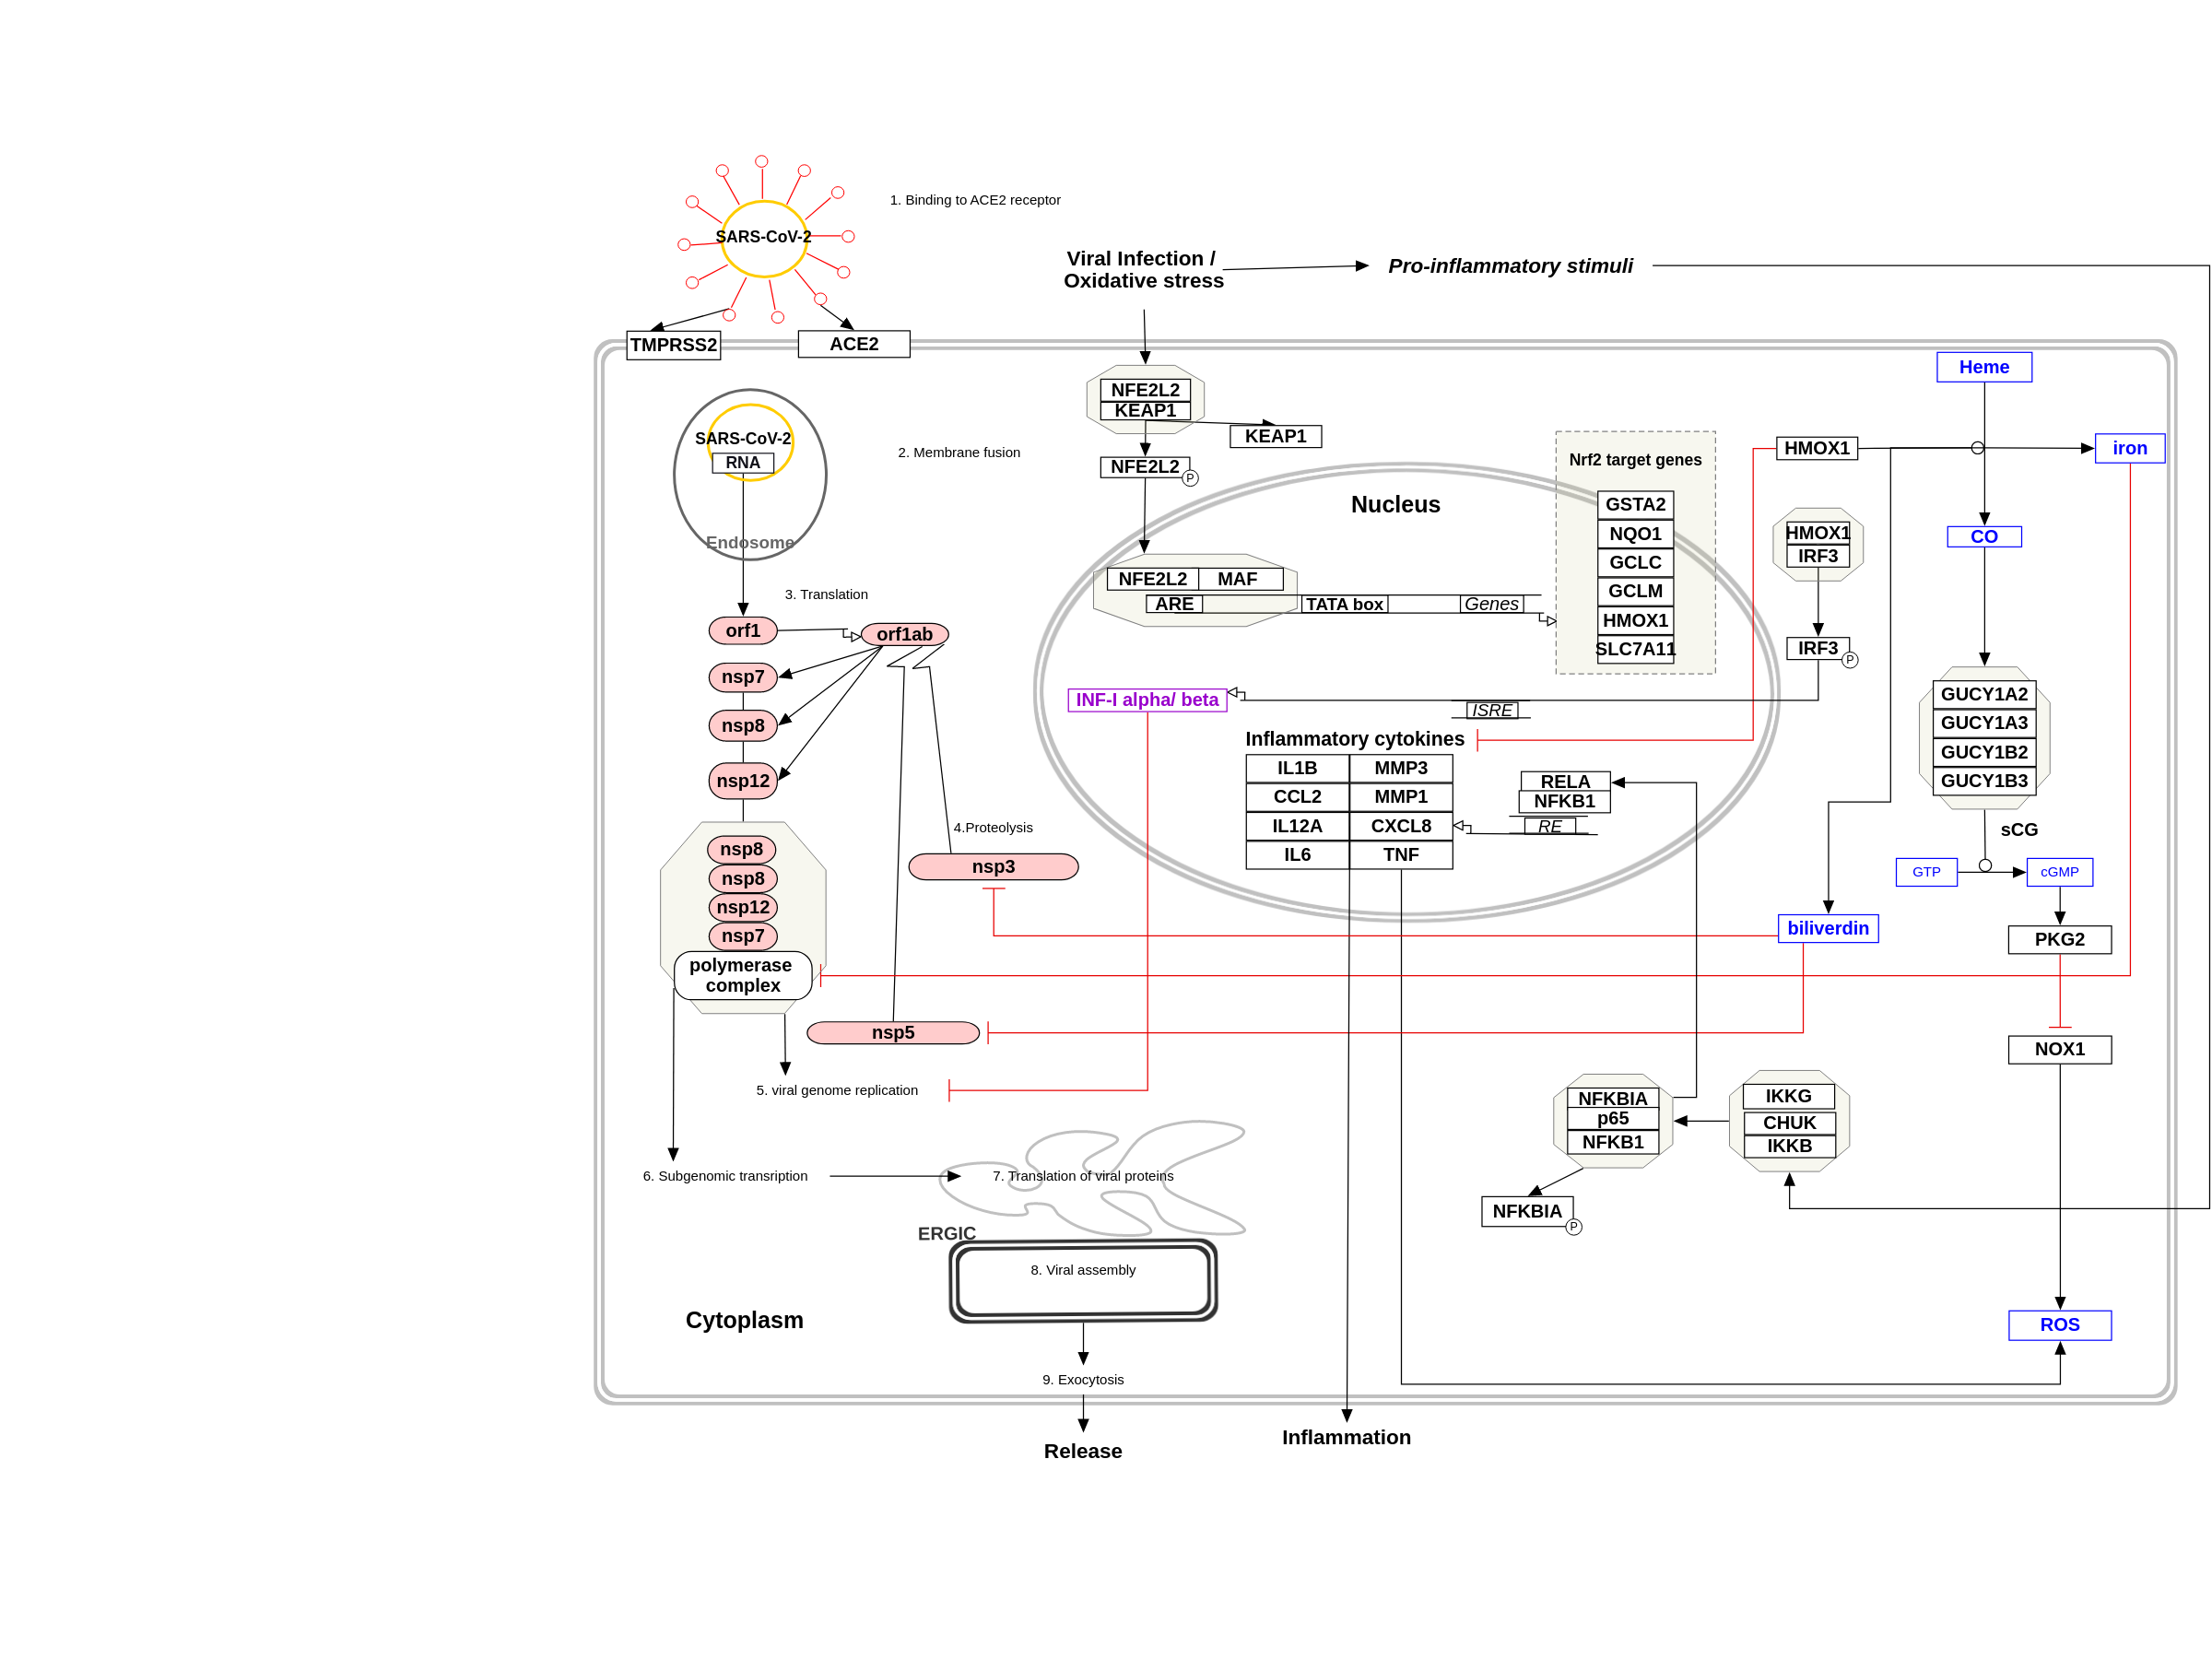 1. Binding to ACE2 receptor
SARS-CoV-2
Viral Infection /
Oxidative stress
Pro-inflammatory stimuli
TMPRSS2
ACE2
Heme
NFE2L2
KEAP1
KEAP1
NFE2L2
P
SARS-CoV-2
RNA
Endosome
2. Membrane fusion
Nucleus
Nrf2 target genes
GSTA2
NQO1
GCLC
GCLM
HMOX1
SLC7A11
HMOX1
iron
HMOX1
IRF3
CO
IRF3
P
NFE2L2
MAF
ARE
TATA box
Genes
3. Translation
orf1
orf1ab
nsp7
nsp8
nsp12
INF-I alpha/ beta
ISRE
GUCY1A2
GUCY1A3
GUCY1B2
GUCY1B3
sCG
Inflammatory cytokines
IL1B
MMP3
CCL2
MMP1
IL12A
CXCL8
IL6
TNF
RELA
NFKB1
RE
4.Proteolysis
nsp3
nsp8
nsp8
nsp12
nsp7
polymerase
complex
GTP
cGMP
biliverdin
PKG2
nsp5
NOX1
5. viral genome replication
NFKBIA
p65
NFKB1
IKKG
CHUK
IKKB
6. Subgenomic transription
7. Translation of viral proteins
NFKBIA
P
ERGIC
8. Viral assembly
Cytoplasm
ROS
9. Exocytosis
Release
Inflammation